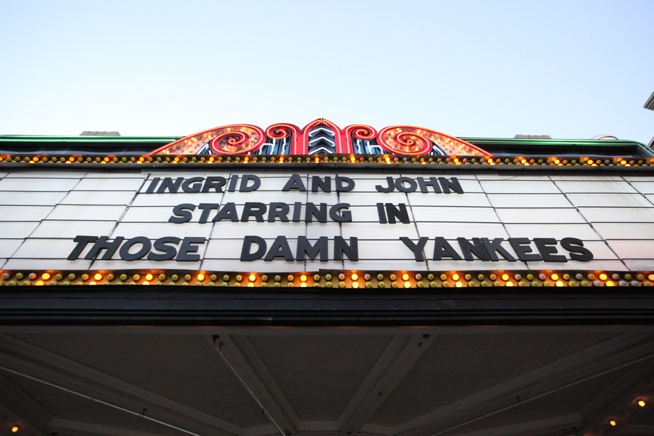 INGRID AND JOHN
STARRING IN
THOSE DAMN YANKEES